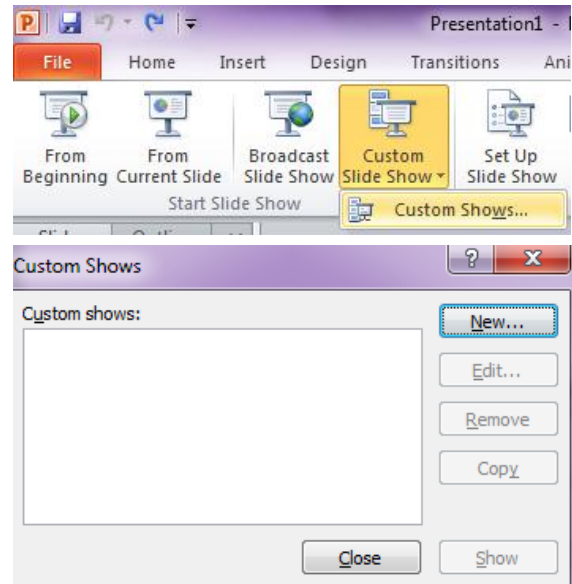 P
Presentation1 -
File Home Insert Design Transitions Ani
From Beginning
From Current Slide
Broadcast Slide Show
Custom Slide Show
Set Up Slide Show
Start Slide Show
Custom Shows...
Custom Shows
? X
Custom shows:
New...
Edit...
Remove
Copy
Close Show